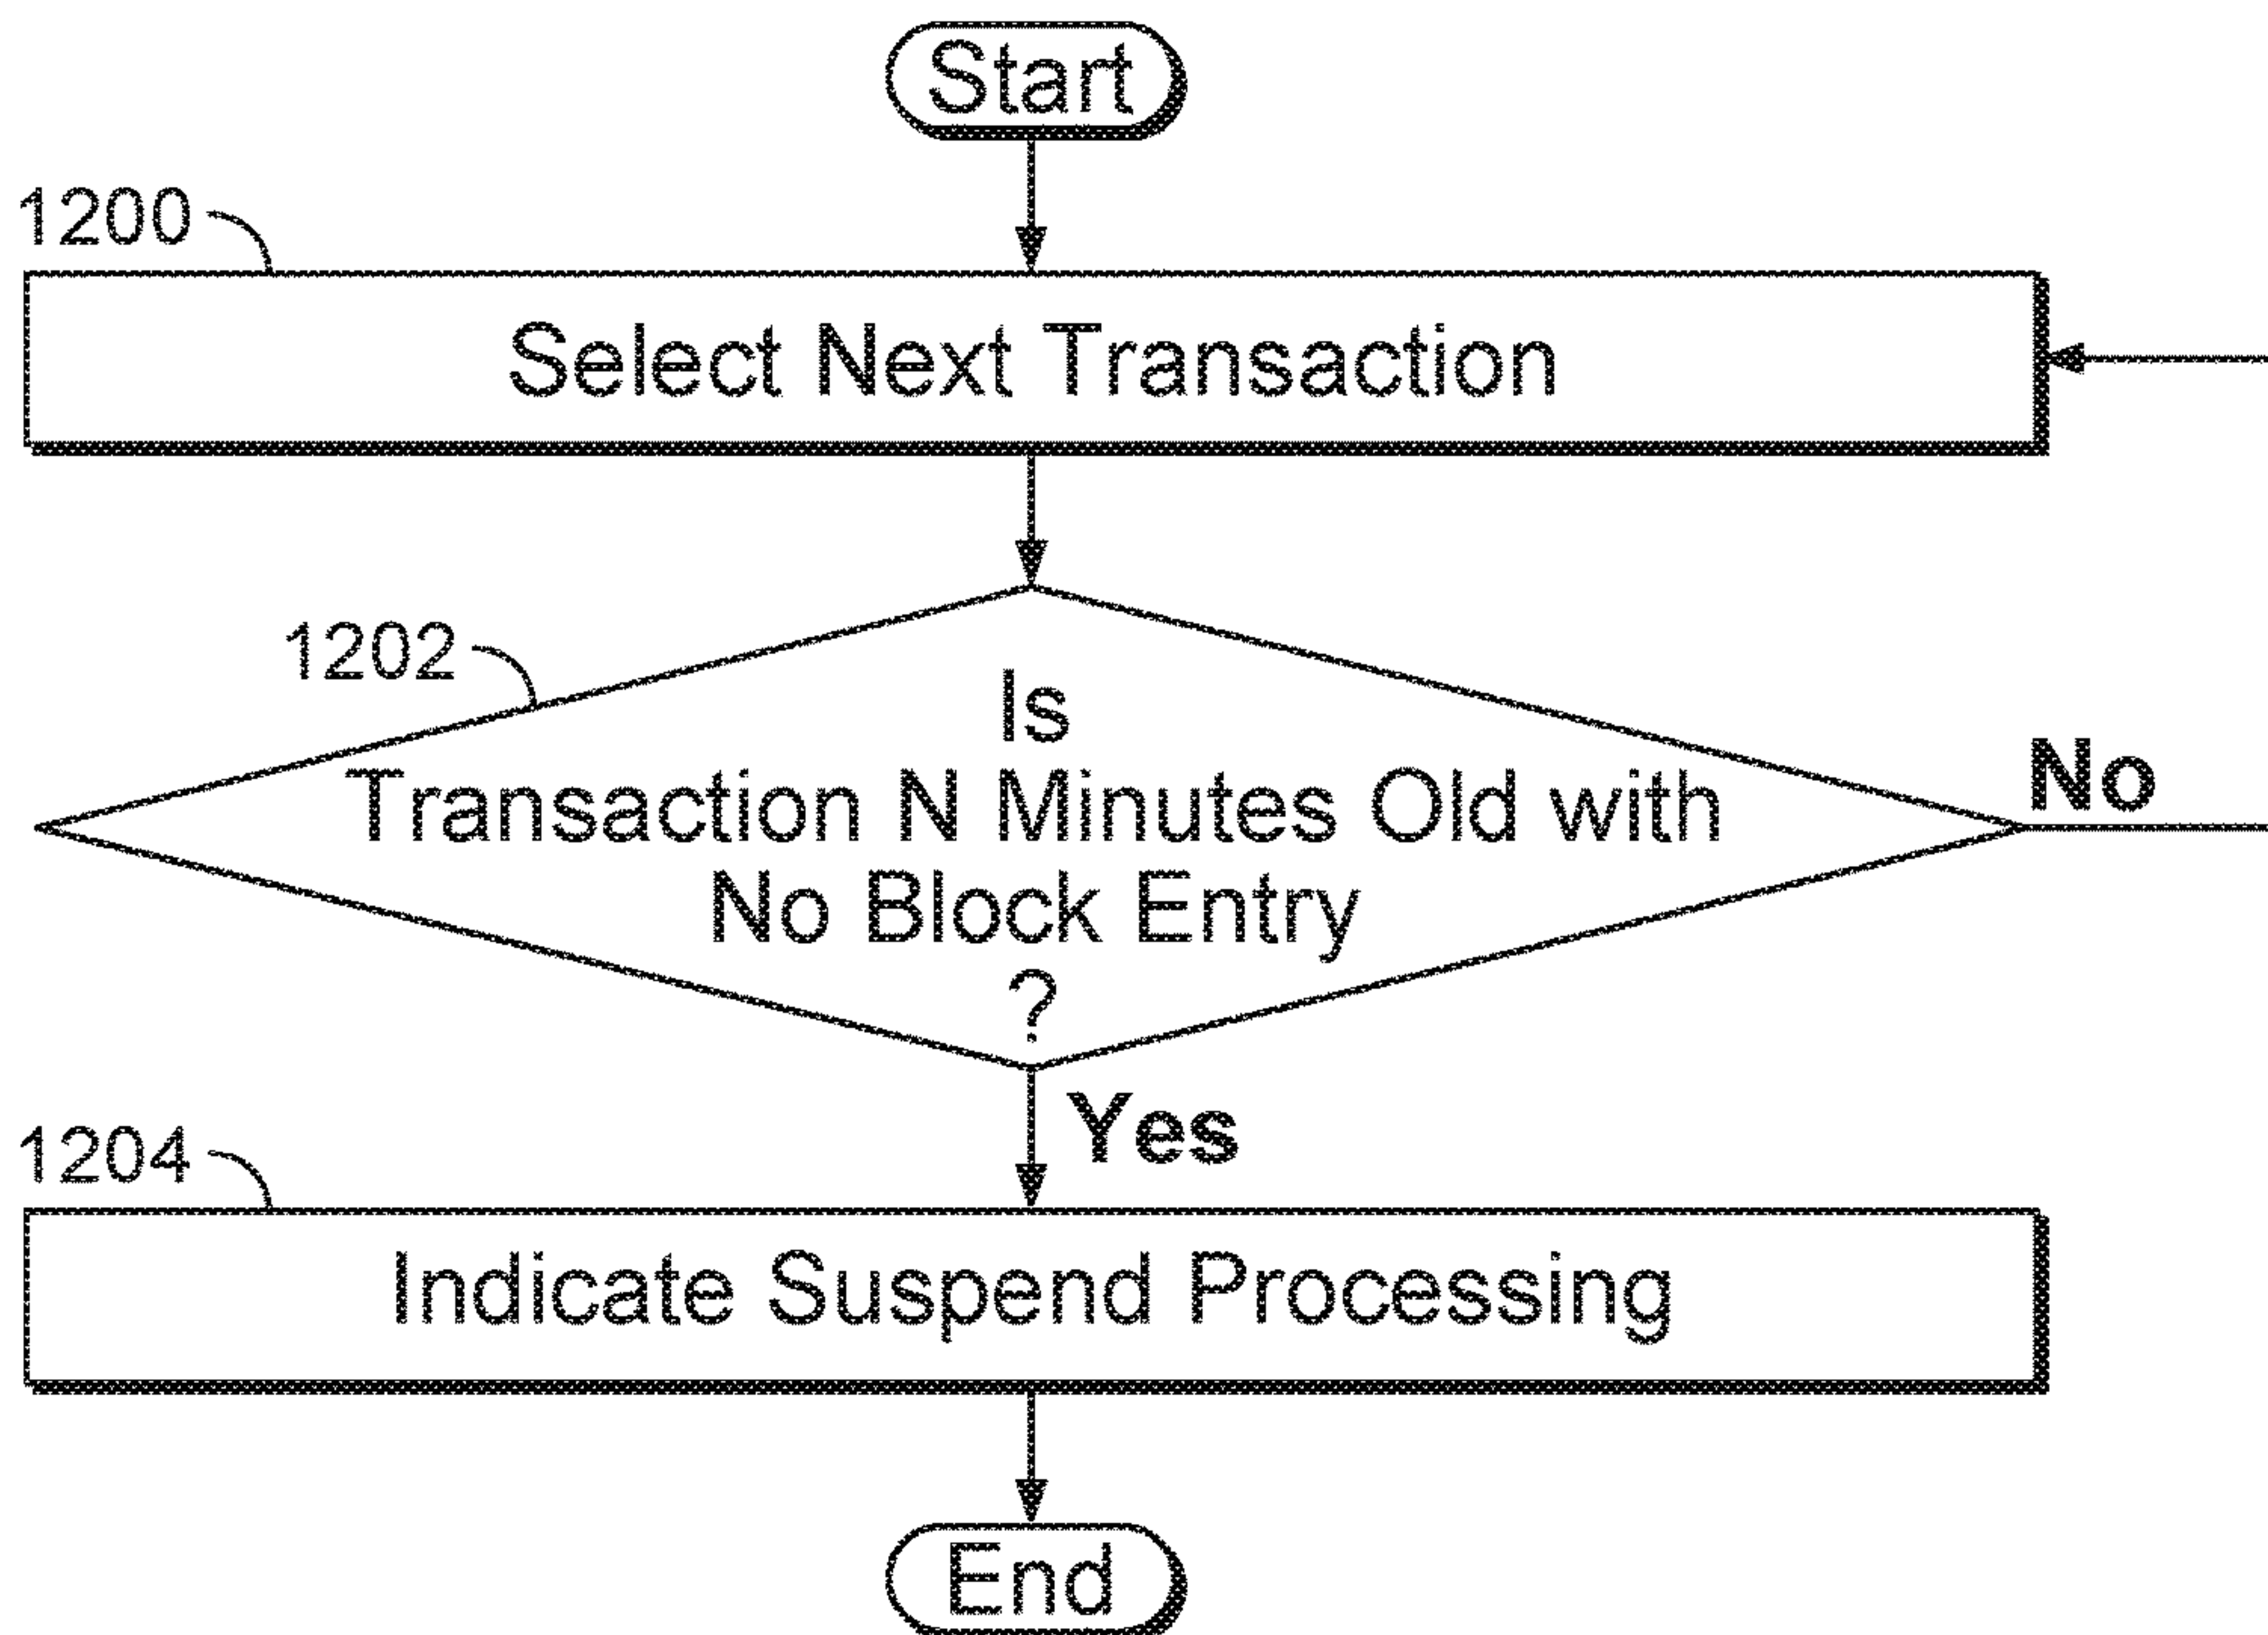 Start
1200
Select Next Transaction
1202
Is
Transaction N Minutes Old with
No Block Entry
?
No
Yes
1204
Indicate Suspend Processing
End